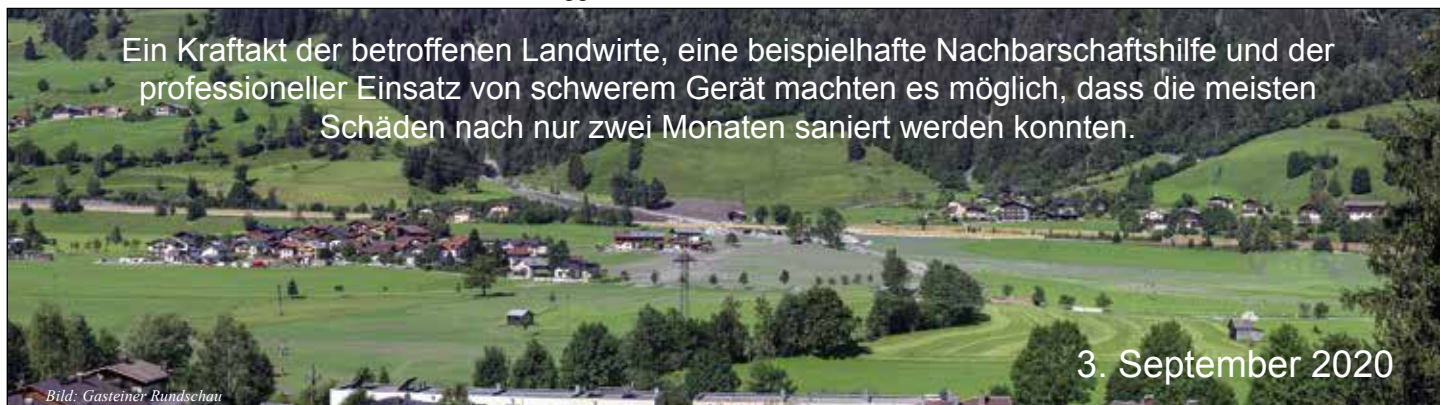 Ein Kraftakt der betroffenen Landwirte, eine beispielhafte Nachbarschaftshilfe und der
professioneller Einsatz von schwerem Gerät machten es möglich, dass die meisten
Schäden nach nur zwei Monaten saniert werden konnten.
3. September 2020
Bild: Gasteiner Rundschau